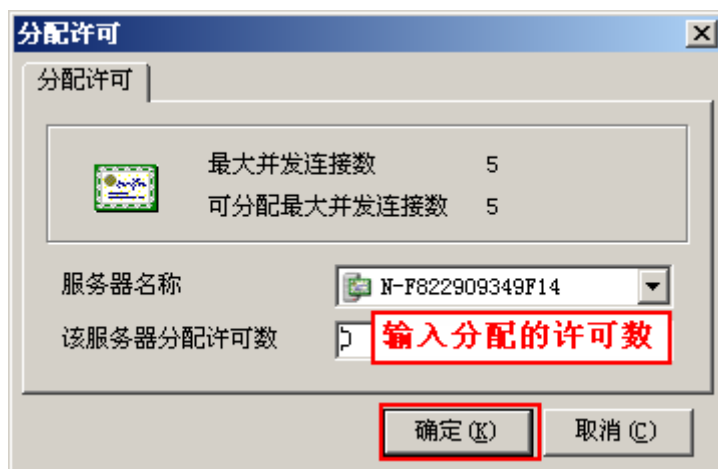 分配许可
分配许可
最大并发连接数 5
可分配最大并发连接数 5
服务器名称 N-F822909349F14
该服务器分配许可数 输入分配的许可数
确定(K) 取消(C)